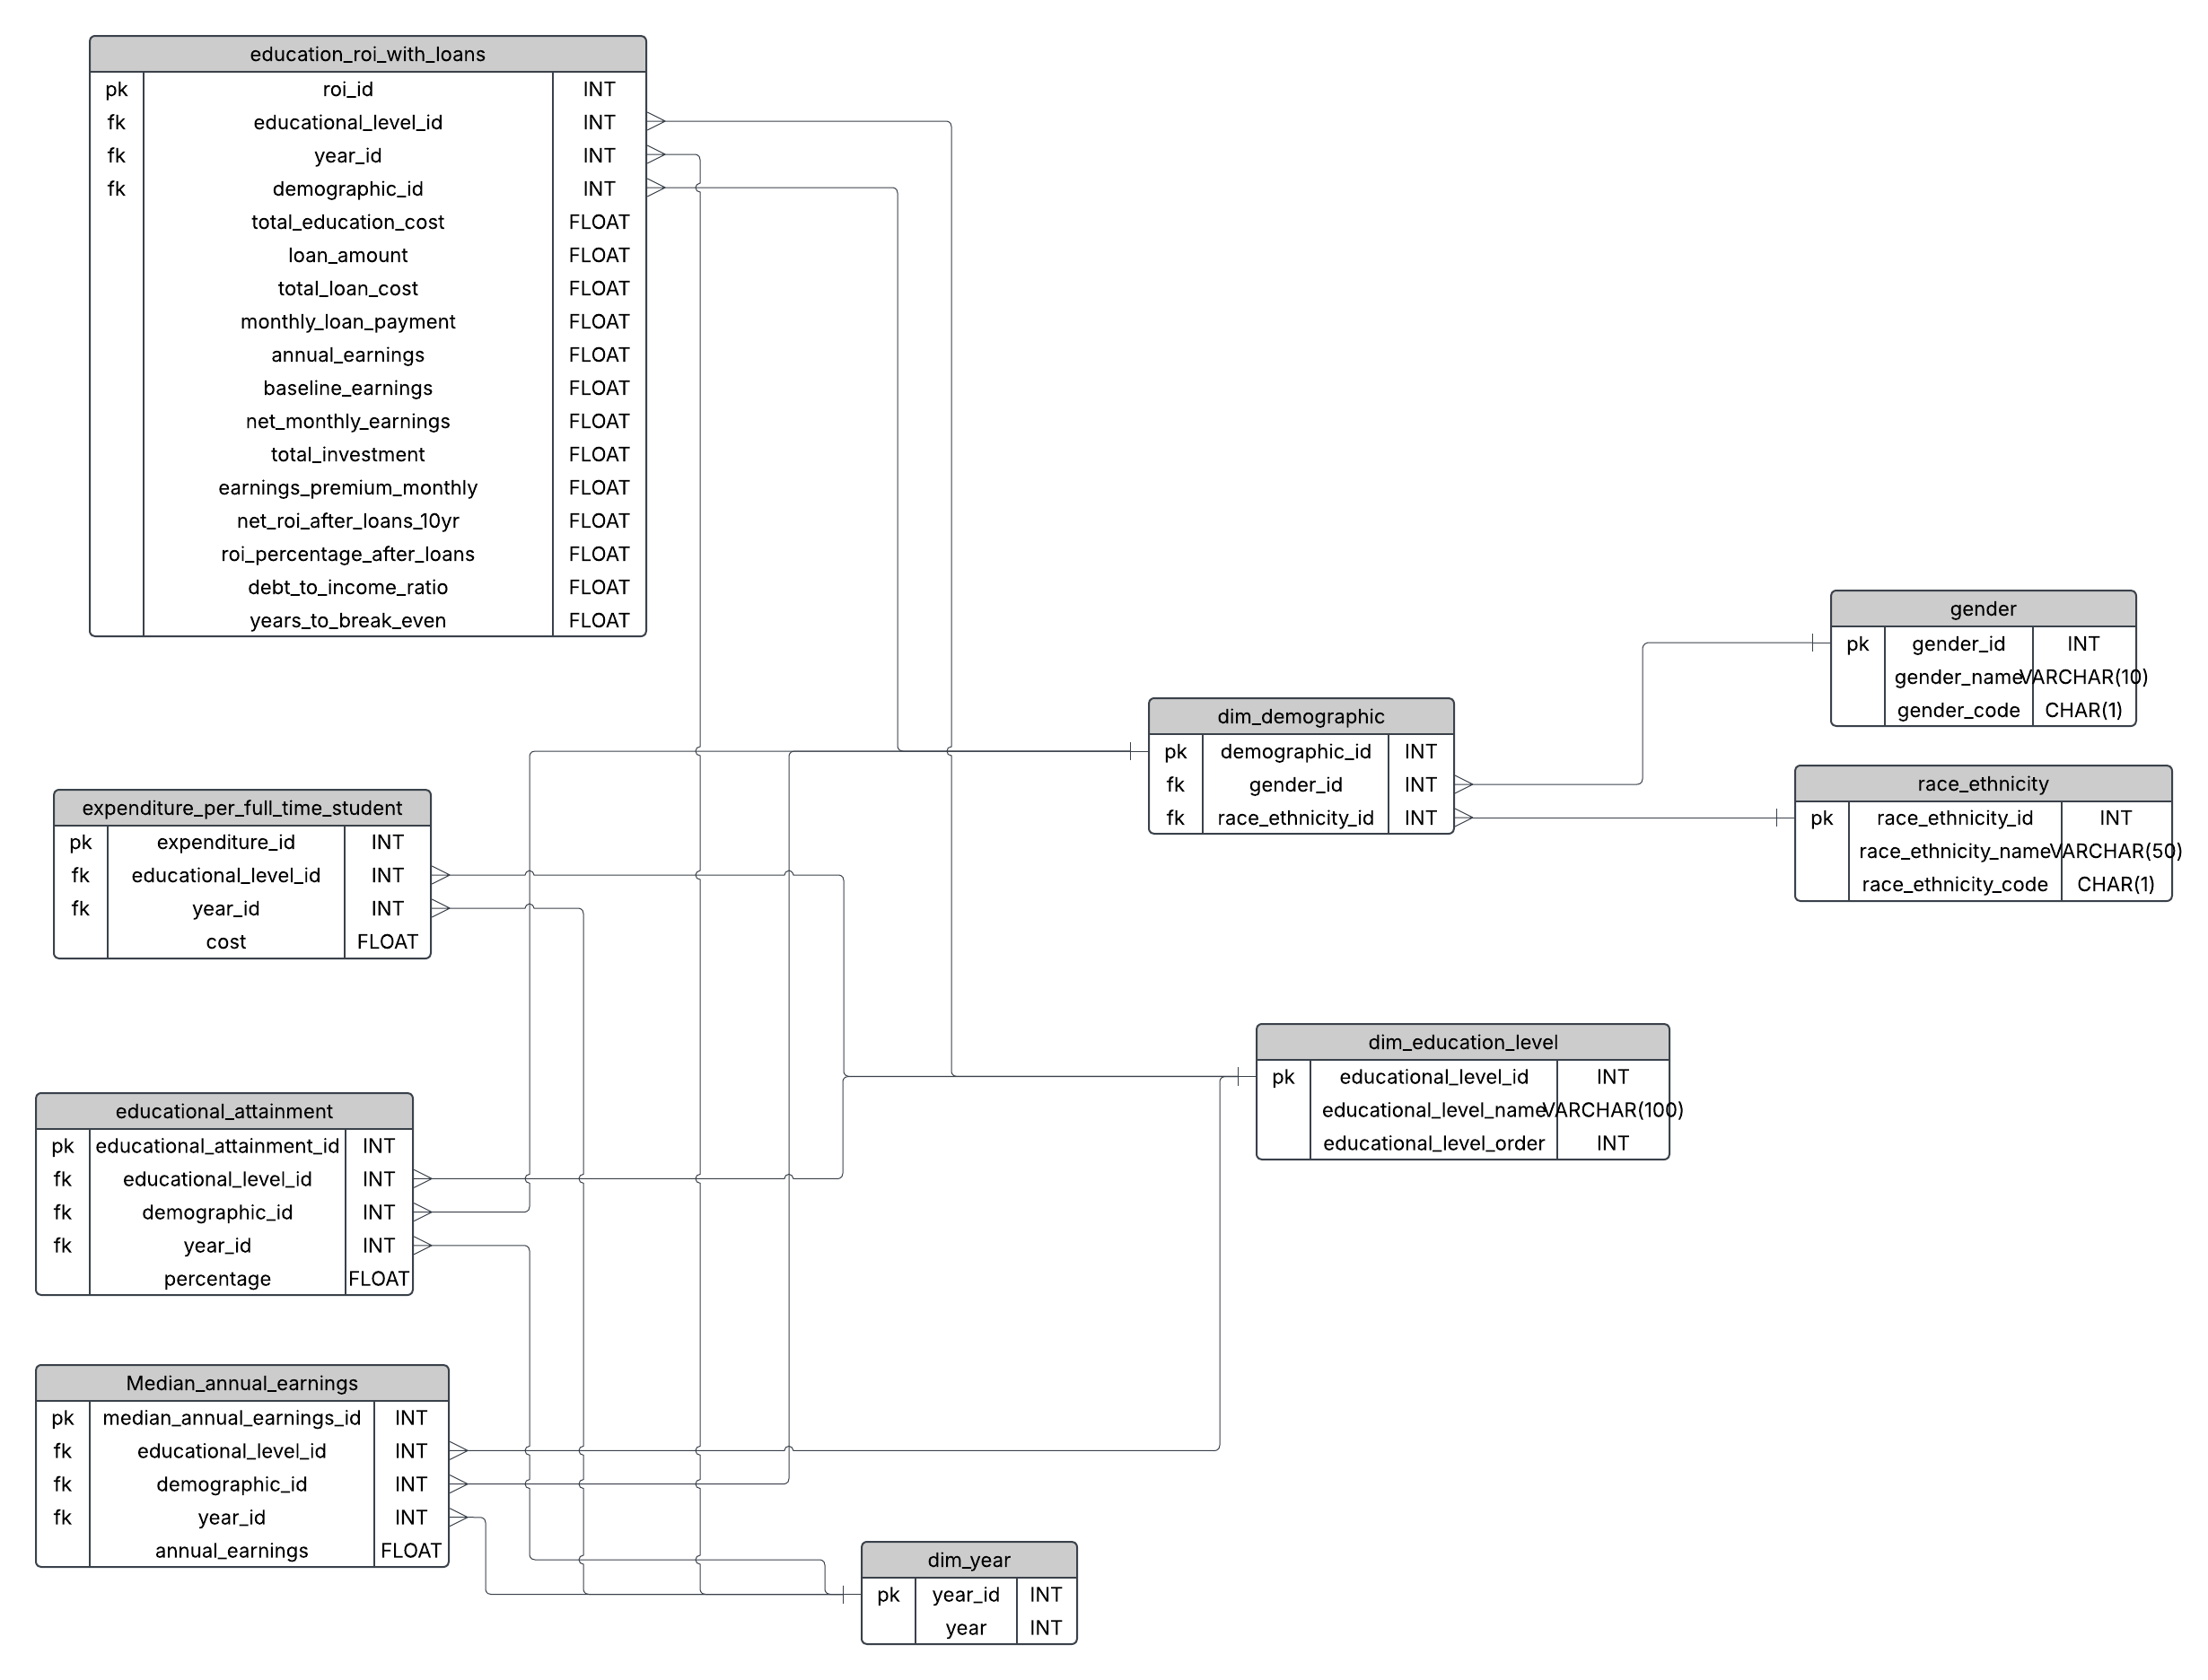 education_roi_with_loans
pk roi_id INT
fk educational_level_id INT
fk year_id INT
fk demographic_id INT
total_education_cost FLOAT
loan_amount FLOAT
total_loan_cost FLOAT
monthly_loan_payment FLOAT
annual_earnings FLOAT
baseline_earnings FLOAT
net_monthly_earnings FLOAT
total_investment FLOAT
earnings_premium_monthly FLOAT
net_roi_after_loans_10yr FLOAT
roi_percentage_after_loans FLOAT
debt_to_income_ratio FLOAT
years_to_break_even FLOAT
gender
pk gender_id INT
gender_name VARCHAR(10)
gender_code CHAR(1)
dim_demographic
pk demographic_id INT
fk gender_id INT
fk race_ethnicity_id INT
race_ethnicity
pk race_ethnicity_id INT
race_ethnicity_name VARCHAR(50)
race_ethnicity_code CHAR(1)
expenditure_per_full_time_student
pk expenditure_id INT
fk educational_level_id INT
fk year_id INT
cost FLOAT
dim_education_level
pk educational_level_id INT
educational_level_name VARCHAR(100)
educational_level_order INT
educational_attainment
pk educational_attainment_id INT
fk educational_level_id INT
fk demographic_id INT
fk year_id INT
percentage FLOAT
Median_annual_earnings
pk median_annual_earnings_id INT
fk educational_level_id INT
fk demographic_id INT
fk year_id INT
annual_earnings FLOAT
dim_year
pk year_id INT
year INT